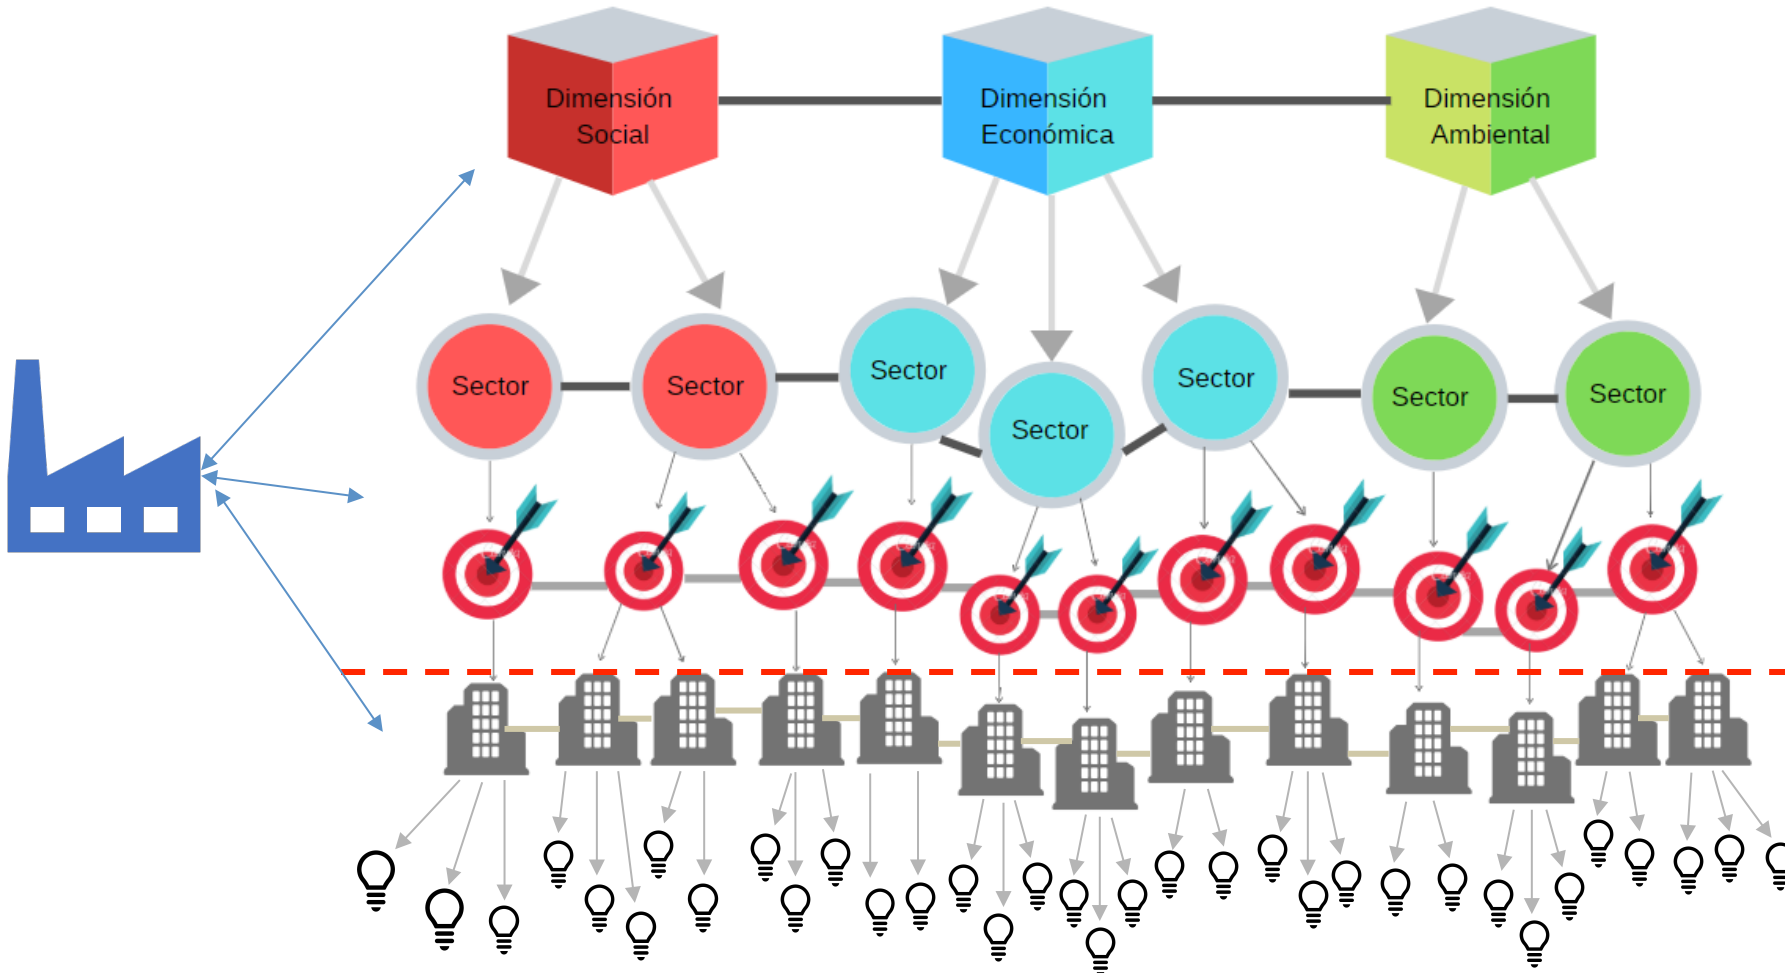 Dimensión
Social
Dimensión
Económica
Dimensión
Ambiental
Sector
Sector
Sector
Sector
Sector
Sector
Sector